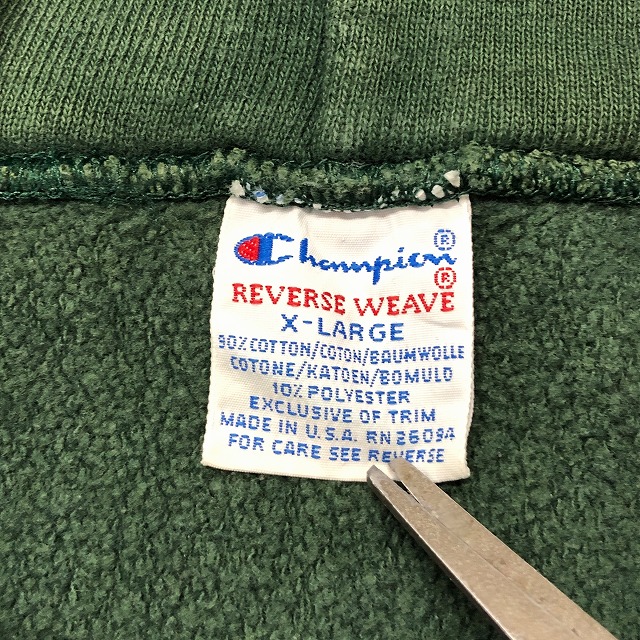 Champion®
REVERSE WEAVE®
X-LARGE
90% COTTON/COTON/BAUMWOLLE
COTONE/KATOEN/BOMULD
10% POLYESTER
EXCLUSIVE OF TRIM
MADE IN U.S.A. RN 26094
FOR CARE SEE REVERSE